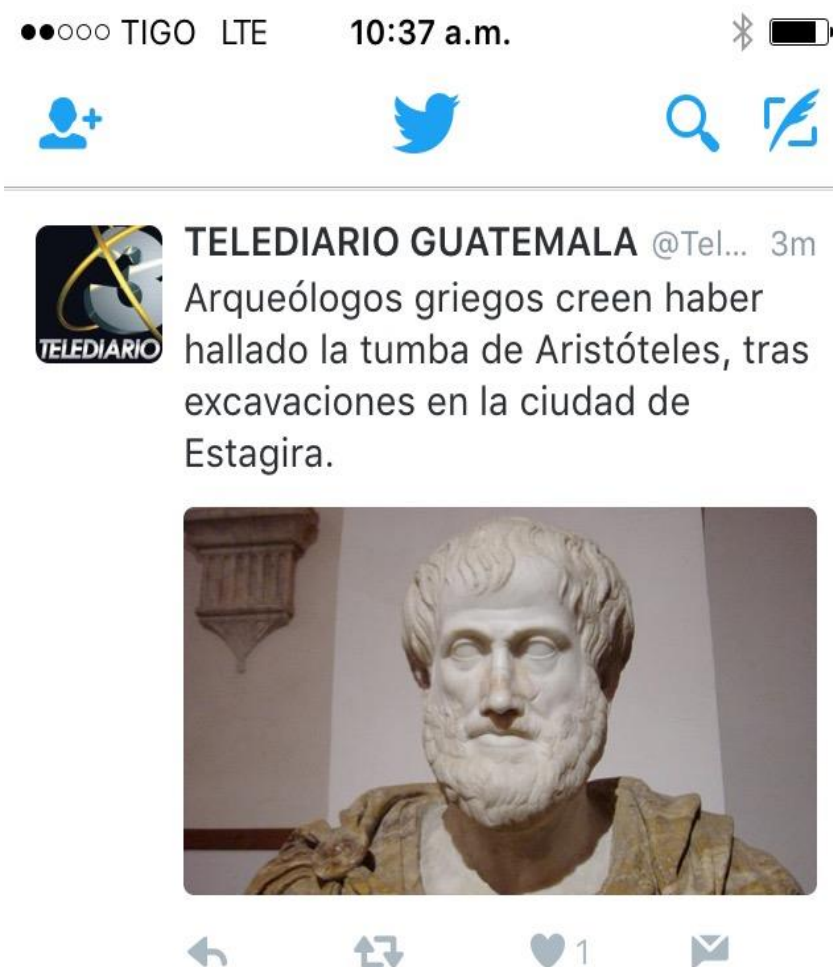 TIGO LTE 10:37 a.m.
TELEDIARIO GUATEMALA @Tel... 3m
3
TELEDIARIO
Arqueólogos griegos creen haber
hallado la tumba de Aristóteles, tras
excavaciones en la ciudad de
Estagira.
1